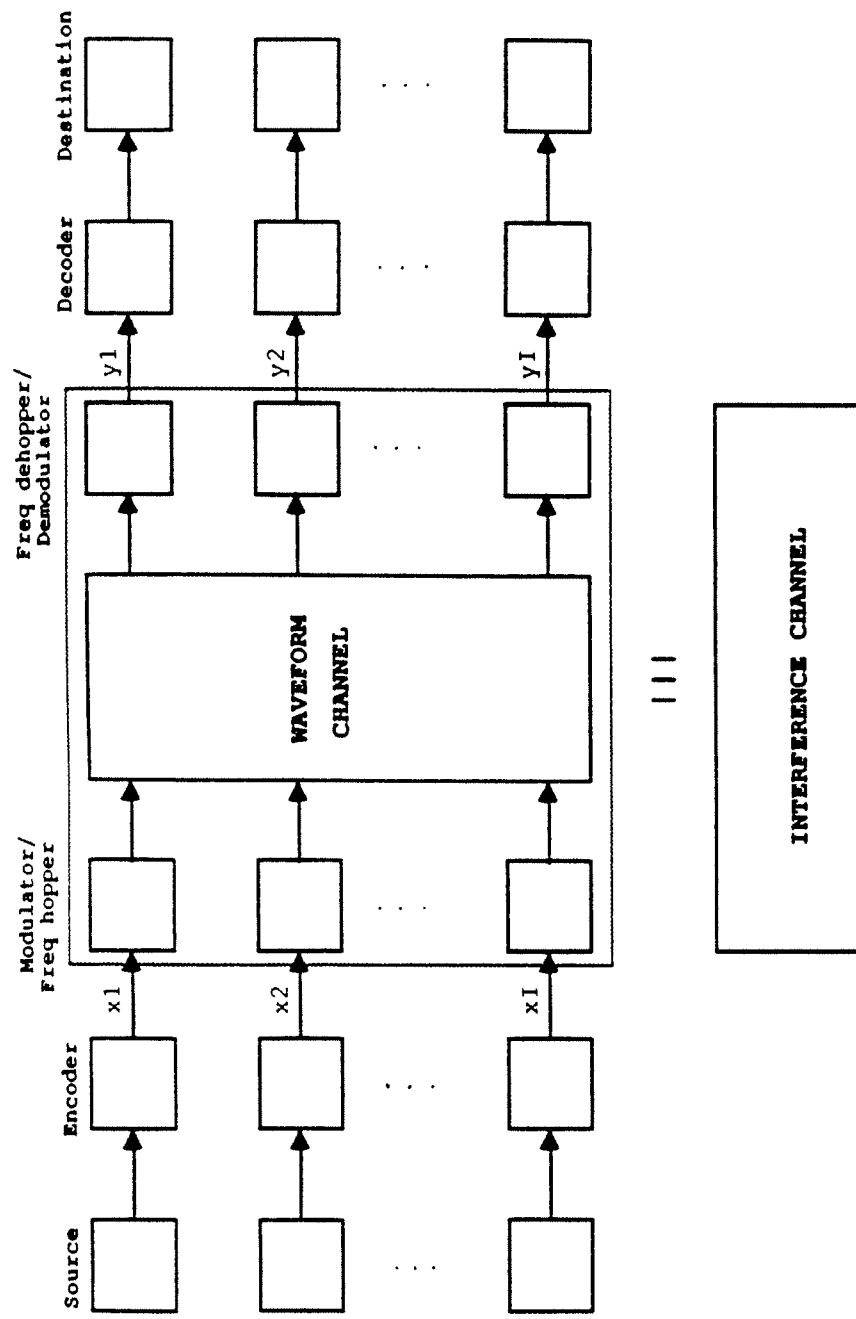 Source
Encoder
Modulator/
Freq hopper
Freq dehopper/
Demodulator
Decoder
Destination
x1
y1
x2
y2
xI
yI
WAVEFORM
CHANNEL
INTERFERENCE CHANNEL